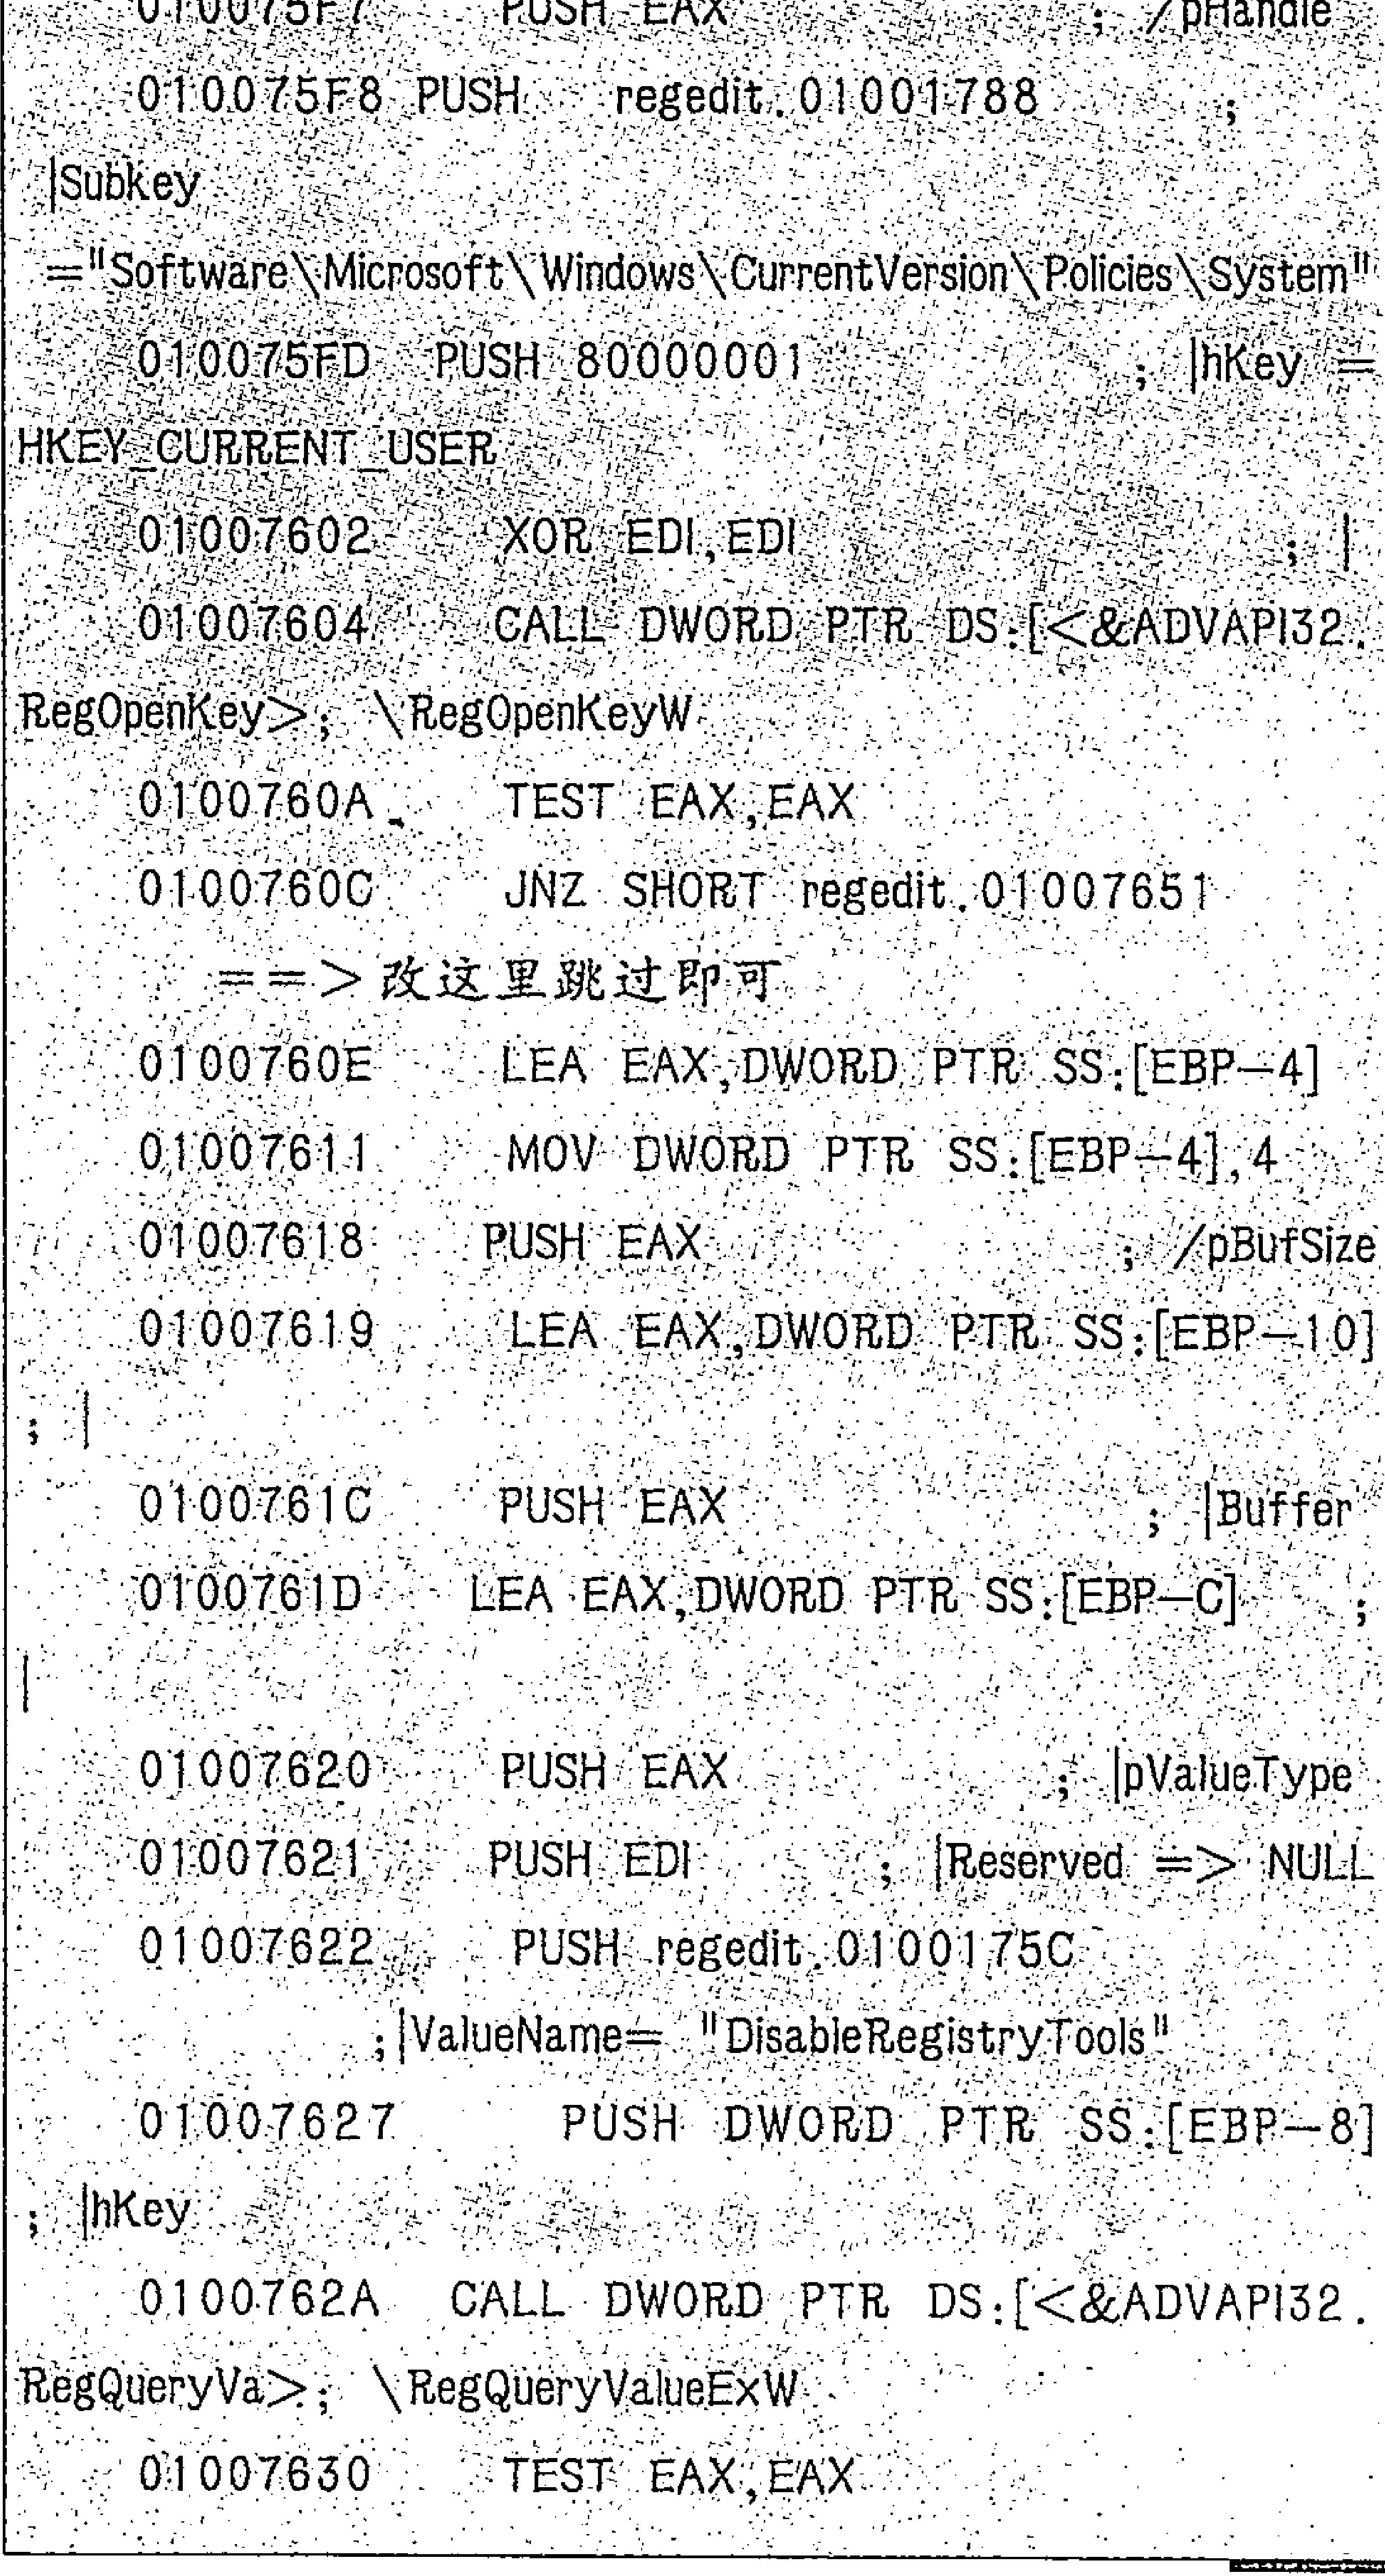 010075F7 PUSH EAX ; /pHandle
010075F8 PUSH regedit.01001788 ;
|Subkey
="Software\Microsoft\Windows\CurrentVersion\Policies\System"
010075FD PUSH 80000001 ; |hKey =
HKEY_CURRENT_USER
01007602 XOR EDI,EDI ; |
01007604 CALL DWORD PTR DS:[<&ADVAPI32.
RegOpenKey>; \RegOpenKeyW
0100760A TEST EAX,EAX
0100760C JNZ SHORT regedit.01007651
==>改这里跳过即可
0100760E LEA EAX,DWORD PTR SS:[EBP-4]
01007611 MOV DWORD PTR SS:[EBP-4],4
01007618 PUSH EAX ; /pBufSize
01007619 LEA EAX,DWORD PTR SS:[EBP-10]
; |
0100761C PUSH EAX ; |Buffer
0100761D LEA EAX,DWORD PTR SS:[EBP-C] ;
|
01007620 PUSH EAX ; |pValueType
01007621 PUSH EDI ; |Reserved => NULL
01007622 PUSH regedit.0100175C
;|ValueName= "DisableRegistryTools"
01007627 PUSH DWORD PTR SS:[EBP-8]
; |hKey
0100762A CALL DWORD PTR DS:[<&ADVAPI32.
RegQueryVa>; \RegQueryValueExW
01007630 TEST EAX,EAX